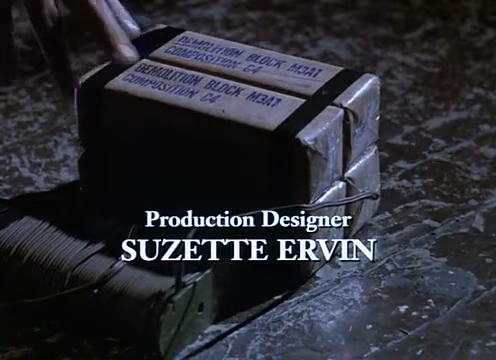 DEMOLITION BLOCK M3A1
COMPOSITION C4
DEMOLITION BLOCK M3A1
COMPOSITION C4
Production Designer
SUZETTE ERVIN